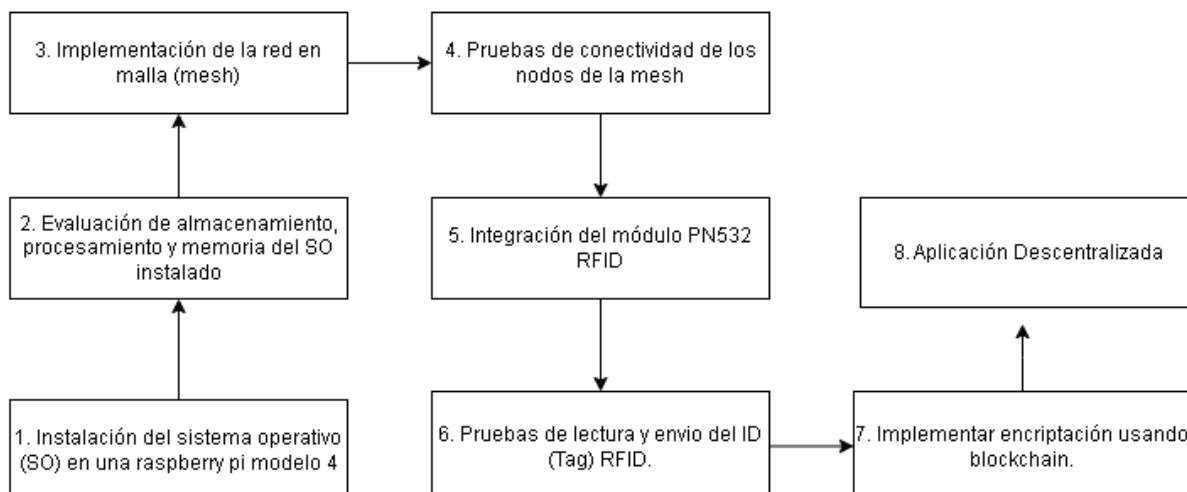 3. Implementación de la red en
malla (mesh)
4. Pruebas de conectividad de los
nodos de la mesh
2. Evaluación de almacenamiento,
procesamiento y memoria del SO
instalado
5. Integración del módulo PN532
RFID
8. Aplicación Descentralizada
1. Instalación del sistema operativo
(SO) en una raspberry pi modelo 4
6. Pruebas de lectura y envio del ID
(Tag) RFID.
7. Implementar encriptación usando
blockchain.